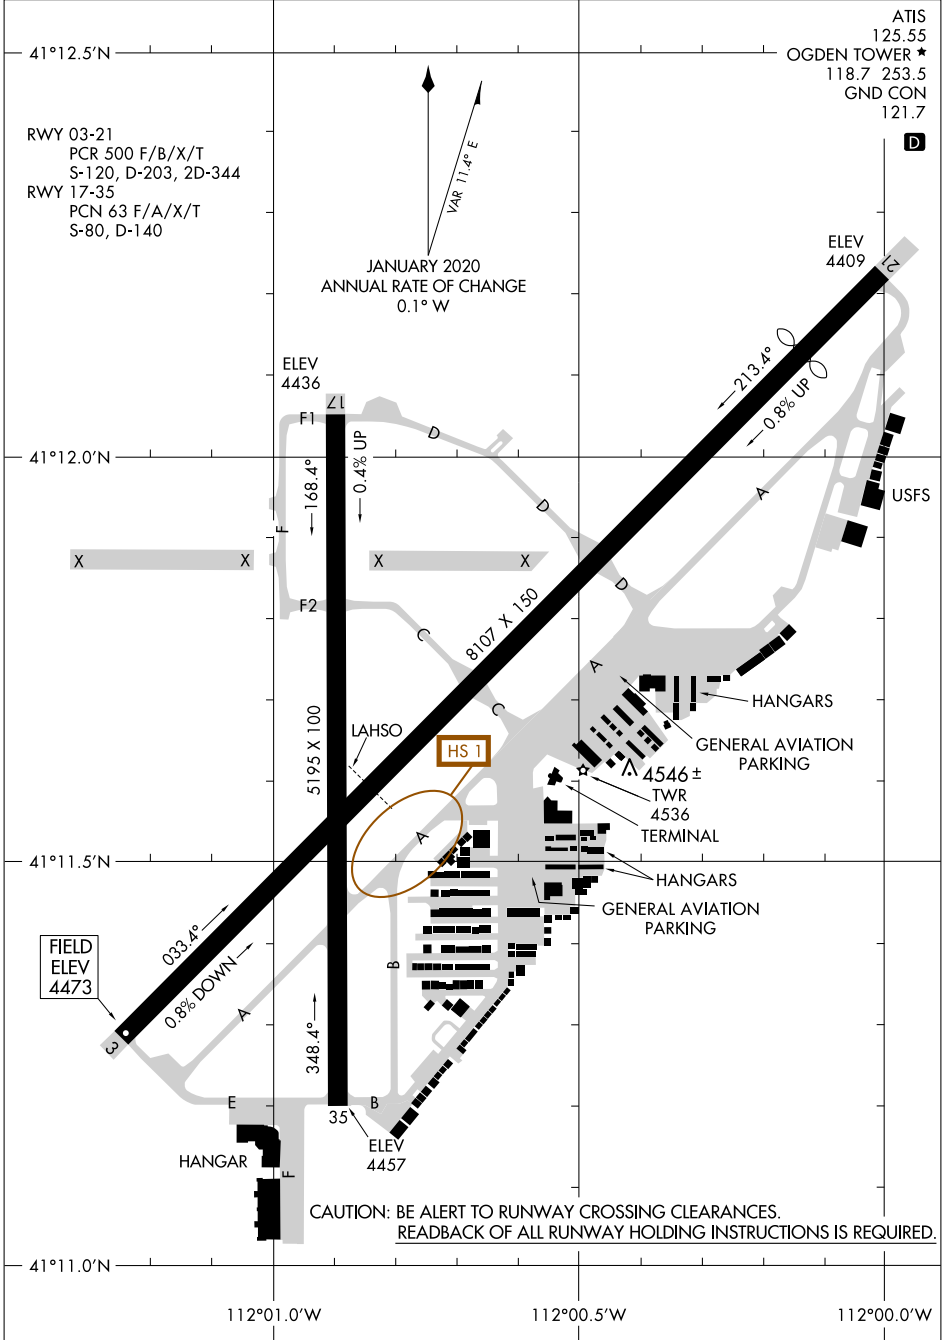 ATIS
125.55
OGDEN TOWER ★
118.7 253.5
GND CON
121.7
D
41°12.5'N
RWY 03-21
PCR 500 F/B/X/T
S-120, D-203, 2D-344
RWY 17-35
PCN 63 F/A/X/T
S-80, D-140
VAR 11.4° E
JANUARY 2020
ANNUAL RATE OF CHANGE
0.1° W
ELEV
4409
21
ELEV
4436
17
F1
D
213.4°
0.8% UP
41°12.0'N
168.4°
0.4% UP
A
USFS
F
D
X
X
X
X
D
F2
C
8107 X 150
A
HANGARS
C
GENERAL AVIATION
PARKING
LAHSO
HS 1
5195 X 100
4546 ±
TWR
4536
TERMINAL
A
41°11.5'N
HANGARS
GENERAL AVIATION
PARKING
033.4°
0.8% DOWN
FIELD
ELEV
4473
B
A
348.4°
3
E
B
35
ELEV
4457
HANGAR
F
CAUTION: BE ALERT TO RUNWAY CROSSING CLEARANCES.
READBACK OF ALL RUNWAY HOLDING INSTRUCTIONS IS REQUIRED.
41°11.0'N
112°01.0'W
112°00.5'W
112°00.0'W